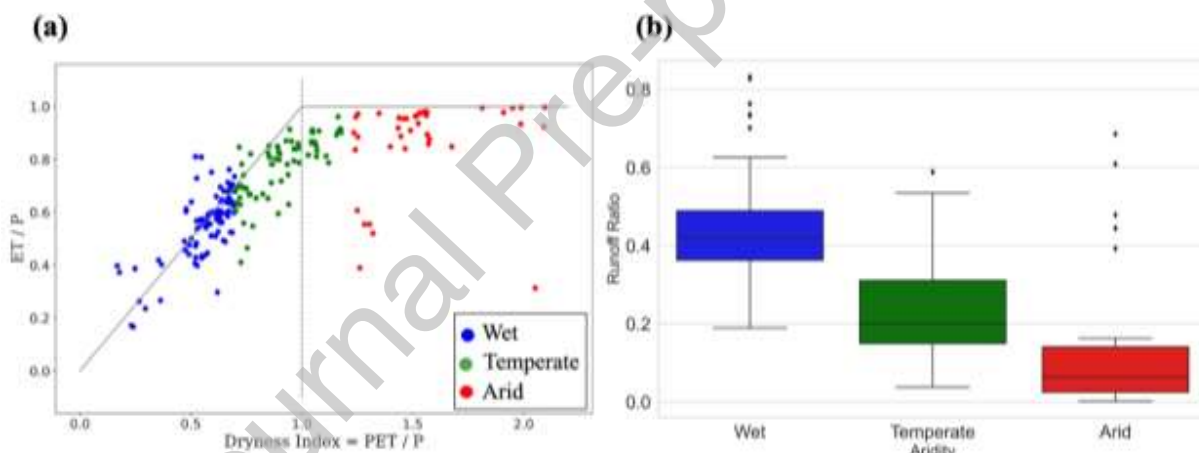 (a)
(b)
1.0
0.8
0.6
0.4
0.2
0.0
ET / P
0.0 0.5 1.0 1.5 2.0
Dryness Index = PET / P
Wet
Temperate
Arid
0.8
0.6
0.4
0.2
0.0
Runoff Ratio
Wet Temperate Arid
Aridity
urnal Pre-p